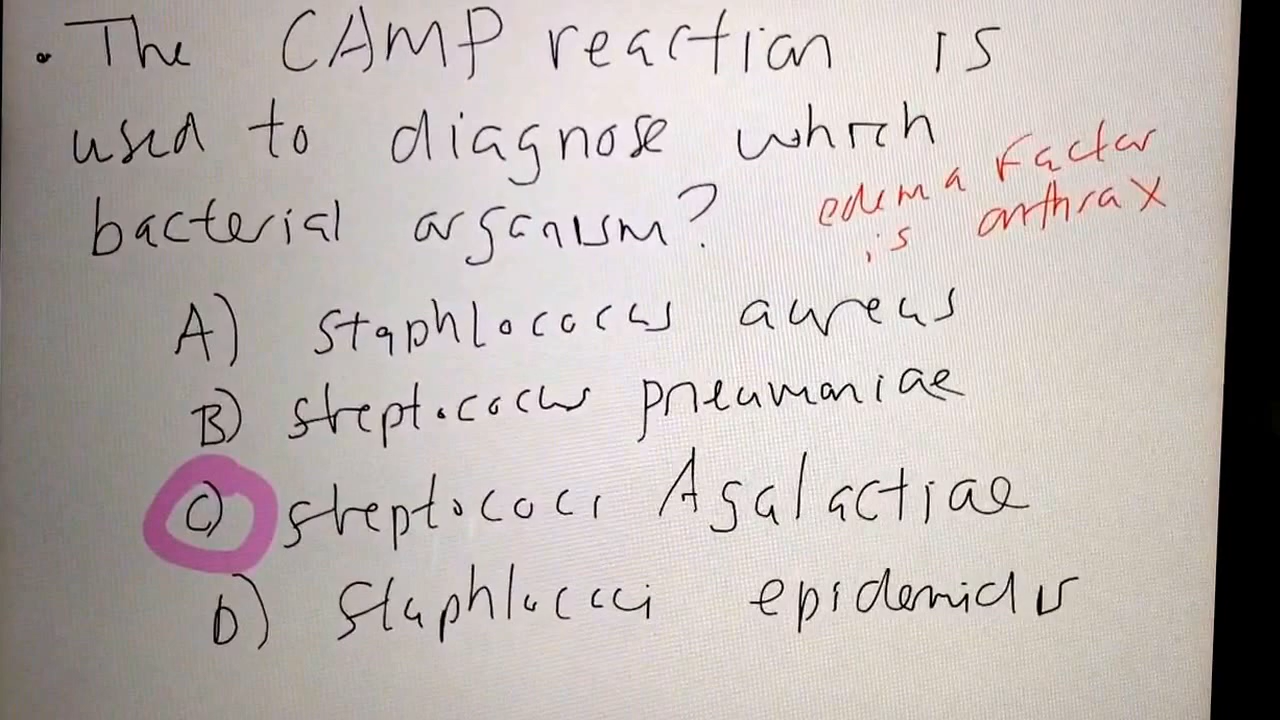 • The CAMP reaction is
used to diagnose which
bacterial organism?
edema Factor
is anthrax
A) staphlococcus aureus
B) streptococcus pneumoniae
C) streptococci Agalactiae
D) staphlococci epidemidis